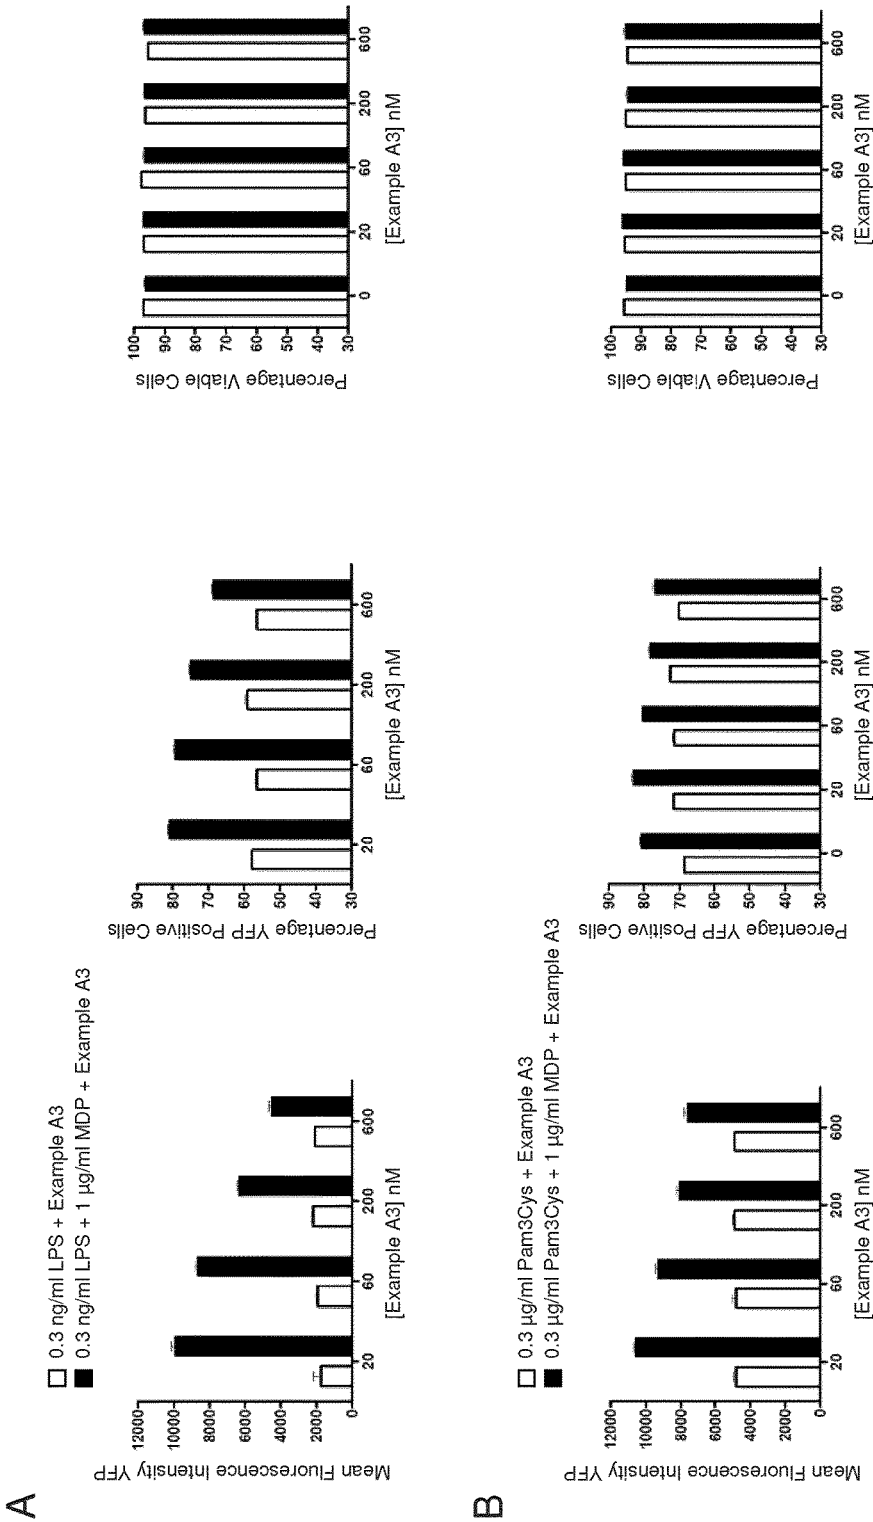 A
0.3 ng/ml LPS + Example A3
0.3 ng/ml LPS + 1 µg/ml MDP + Example A3
Mean Fluorescence Intensity YFP
12000
10000
8000
6000
4000
2000
0
20 60 200 600
[Example A3] nM
Percentage YFP Positive Cells
90
80
70
60
50
40
30
20 60 200 600
[Example A3] nM
Percentage Viable Cells
100
90
80
70
60
50
40
30
0 20 60 200 600
[Example A3] nM
B
0.3 µg/ml Pam3Cys + Example A3
0.3 µg/ml Pam3Cys + 1 µg/ml MDP + Example A3
Mean Fluorescence Intensity YFP
12000
10000
8000
6000
4000
2000
0
20 60 200 600
[Example A3] nM
Percentage YFP Positive Cells
90
80
70
60
50
40
30
0 20 60 200 600
[Example A3] nM
Percentage Viable Cells
100
90
80
70
60
50
40
30
0 20 60 200 600
[Example A3] nM